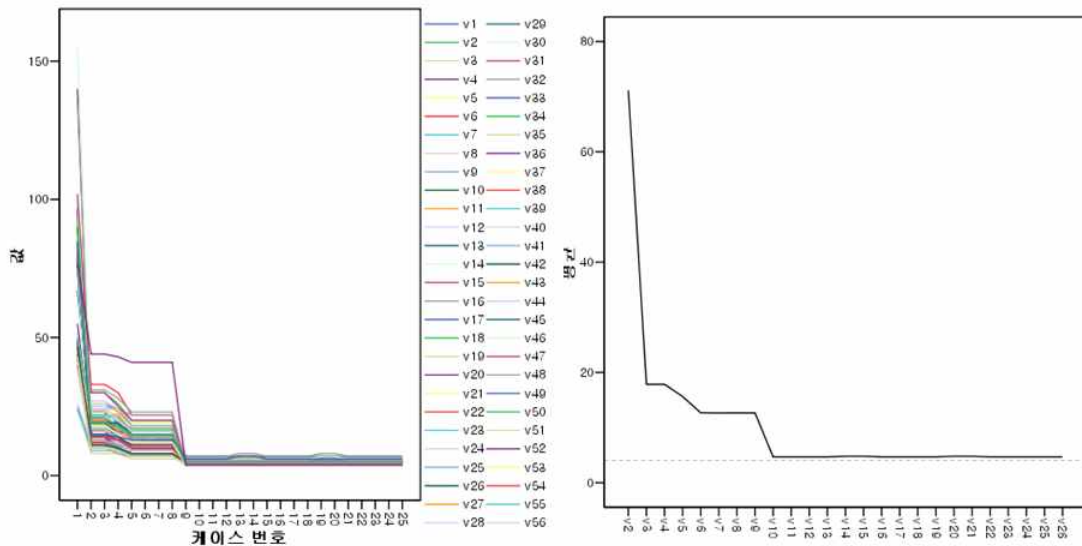 150
100
50
0
값
1 2 3 4 5 6 7 8 9 10 11 12 13 14 15 16 17 18 19 20 21 22 23 24 25
케이스 번호
v1 v29
v2 v30
v3 v31
v4 v32
v5 v33
v6 v34
v7 v35
v8 v36
v9 v37
v10 v38
v11 v39
v12 v40
v13 v41
v14 v42
v15 v43
v16 v44
v17 v45
v18 v46
v19 v47
v20 v48
v21 v49
v22 v50
v23 v51
v24 v52
v25 v53
v26 v54
v27 v55
v28 v56
80
60
40
20
0
평균
v2 v3 v4 v5 v6 v7 v8 v9 v10 v11 v12 v13 v14 v15 v16 v17 v18 v19 v20 v21 v22 v23 v24 v25 v26